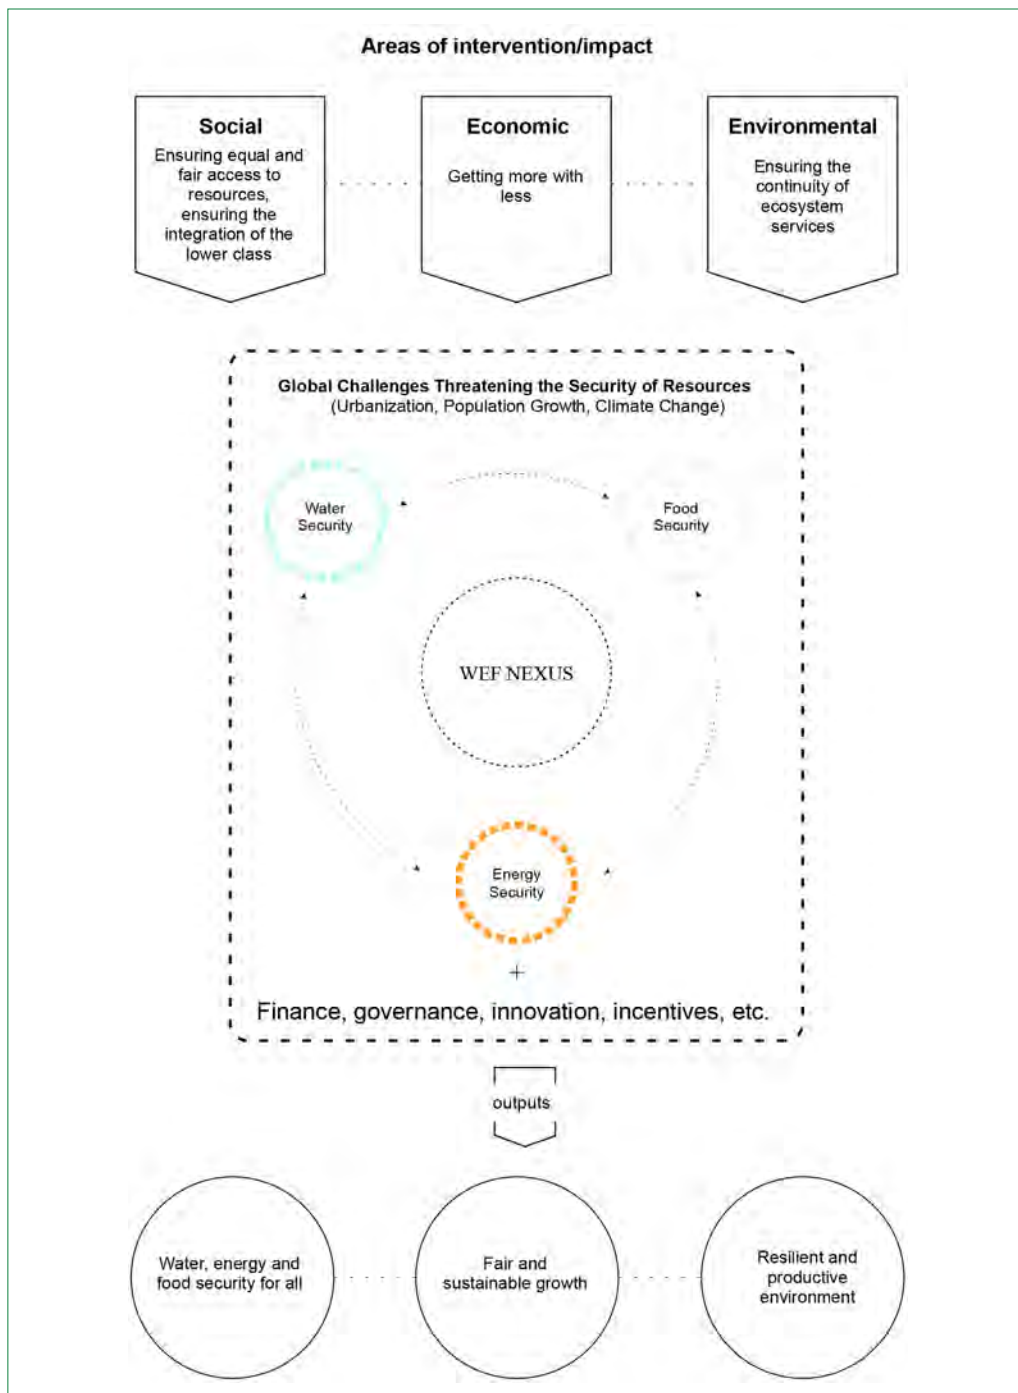 Areas of intervention/impact
Social
Ensuring equal and
fair access to
resources,
ensuring the
integration of the
lower class
Economic
Getting more with
less
Environmental
Ensuring the
continuity of
ecosystem
services
Global Challenges Threatening the Security of Resources
(Urbanization, Population Growth, Climate Change)
Water
Security
Food
Security
WEF NEXUS
Energy
Security
+
Finance, governance, innovation, incentives, etc.
outputs
Water, energy and
food security for all
Fair and
sustainable growth
Resilient and
productive
environment